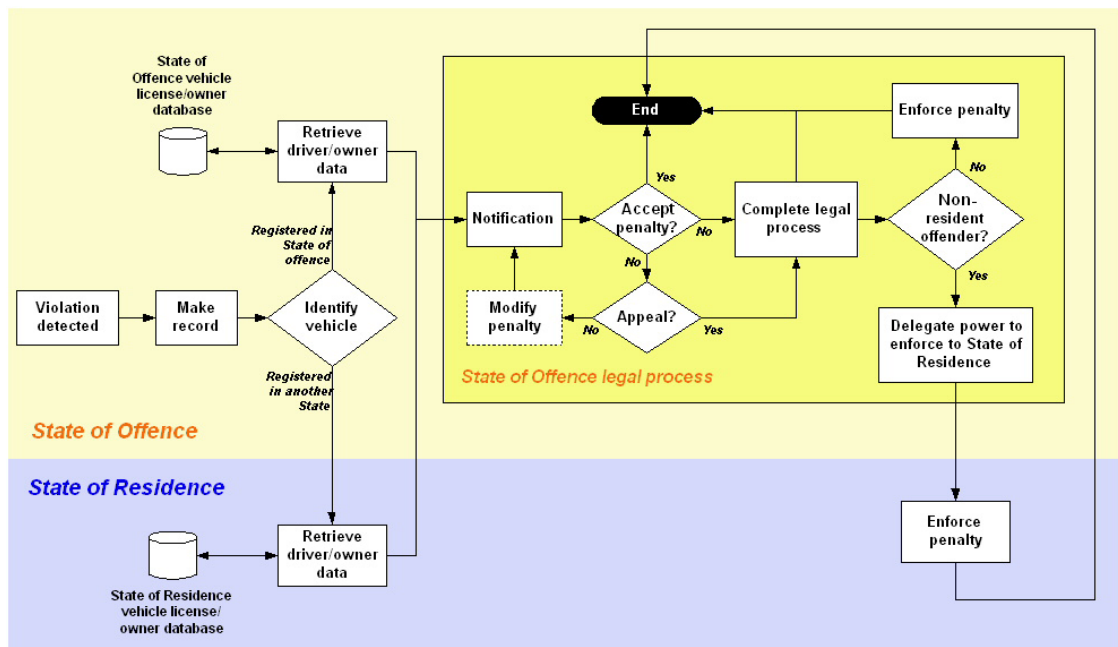 State of
Offence vehicle
license/owner
database
Retrieve
driver/owner
data
Registered in
State of
offence
Violation
detected
Make
record
Identify
vehicle
Registered
in another
State
State of Offence
End
Enforce penalty
Yes
No
Notification
Accept
penalty?
No
Complete legal
process
Non-
resident
offender?
No
Yes
Modify
penalty
No
Appeal?
Yes
Delegate power to
enforce to State of
Residence
State of Offence legal process
State of Residence
Retrieve
driver/owner
data
State of Residence
vehicle license/
owner database
Enforce
penalty